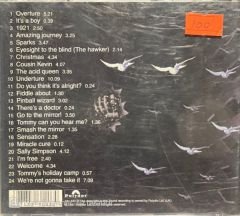 100,-
1 Overture 5:21
2 It's a boy 0:38
3 1921 2:49
4 Amazing journey 3:25
5 Sparks 3:46
6 Eyesight to the blind (The hawker) 2:14
7 Christmas 4:34
8 Cousin Kevin 4:07
9 The acid queen 3:35
10 Underture 10:09
11 Do you think it's alright? 0:24
12 Fiddle about 1:30
13 Pinball wizard 3:01
14 There's a doctor 0:24
15 Go to the mirror! 3:49
16 Tommy can you hear me? 1:36
17 Smash the mirror 1:35
18 Sensation 2:27
19 Miracle cure 0:12
20 Sally Simpson 4:12
21 I'm free 2:40
22 Welcome 4:34
23 Tommy's holiday camp 0:57
24 We're not gonna take it 7:09
polydor